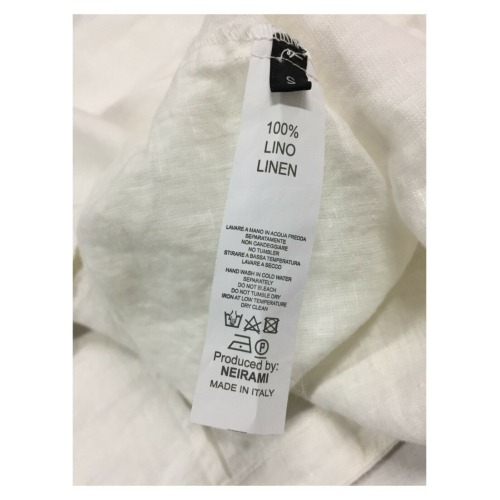 S
100%
LINO
LINEN
LAVARE A MANO IN ACQUA FREDDA
SEPARATAMENTE
NON CANDEGGIARE
NO TUMBLER
STIRARE A BASSA TEMPERATURA
LAVARE A SECCO
HAND WASH IN COLD WATER
SEPARATELY
DO NOT BLEACH
DO NOT TUMBLE DRY
IRON AT LOW TEMPERATURE
DRY CLEAN
P
Produced by:
NEIRAMI
MADE IN ITALY